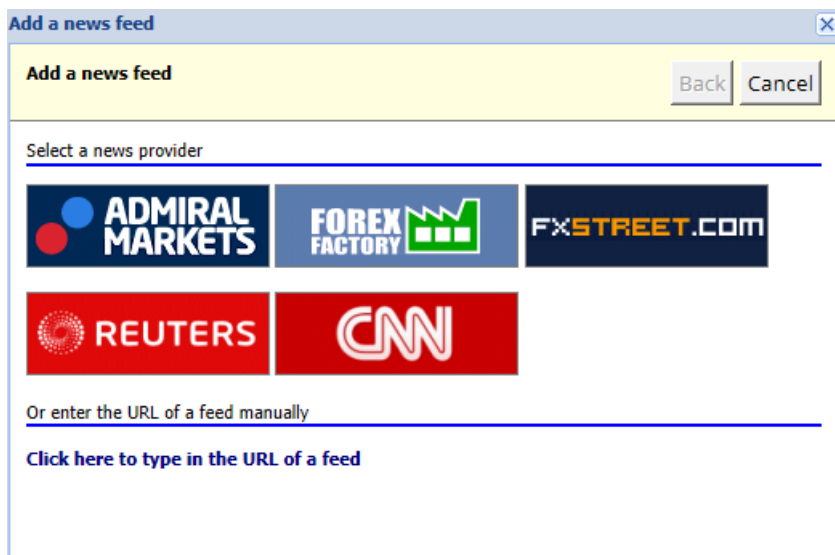 Add a news feed
Add a news feed
Back Cancel
Select a news provider
ADMIRAL MARKETS
FOREX FACTORY
FXSTREET.COM
REUTERS
CNN
Or enter the URL of a feed manually
Click here to type in the URL of a feed